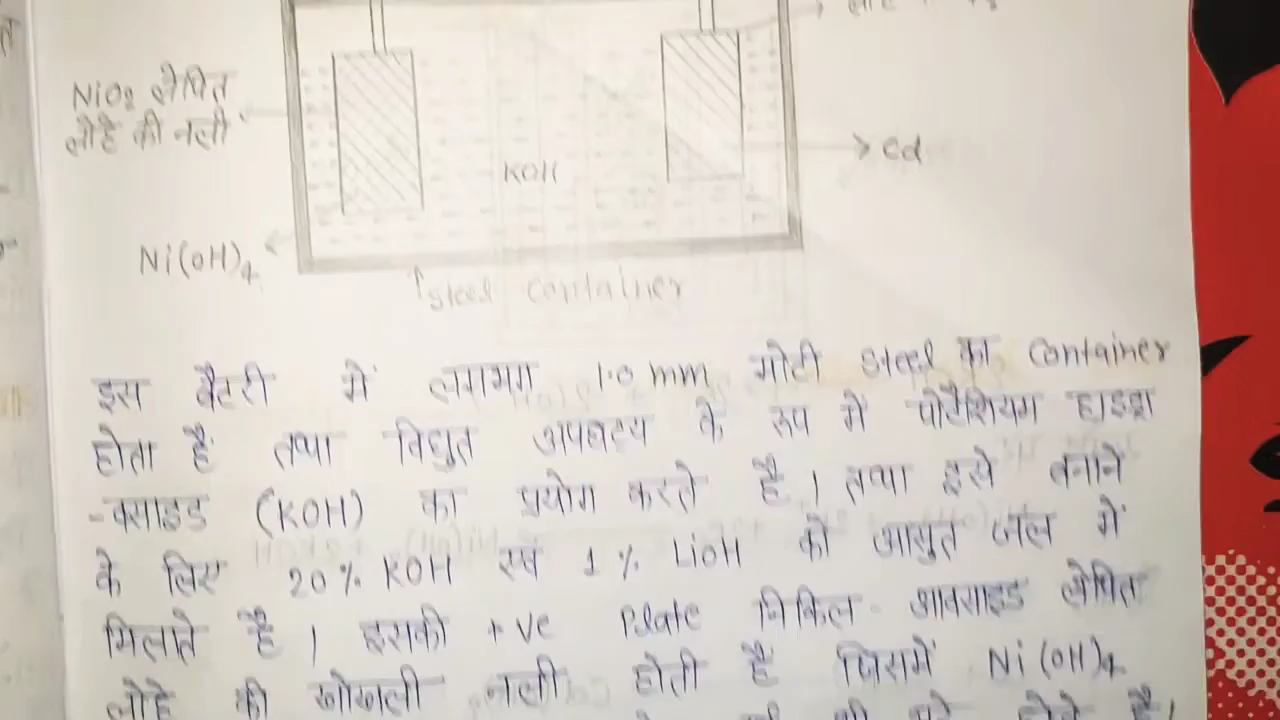 लोहे
NiO₂ लेपित
लोहे की नली
KOH
Cd
Ni(OH)₄
Steel Container
इस बैटरी में लगभग 1.0 mm मोटी Steel का Container
होता है तथा विधुत अपघटय के रूप में पोटैशियम हाइड्रा
-क्साइड (KOH) का प्रयोग करते है । तथा इसे बनाने
के लिए 20% KOH एवं 1% LiOH को आयुत जल में
मिलाते है । इसकी +ve Plate निकिल आक्साइड लेपित
लोहे की खोखली नली होती है जिसमें Ni(OH)₄